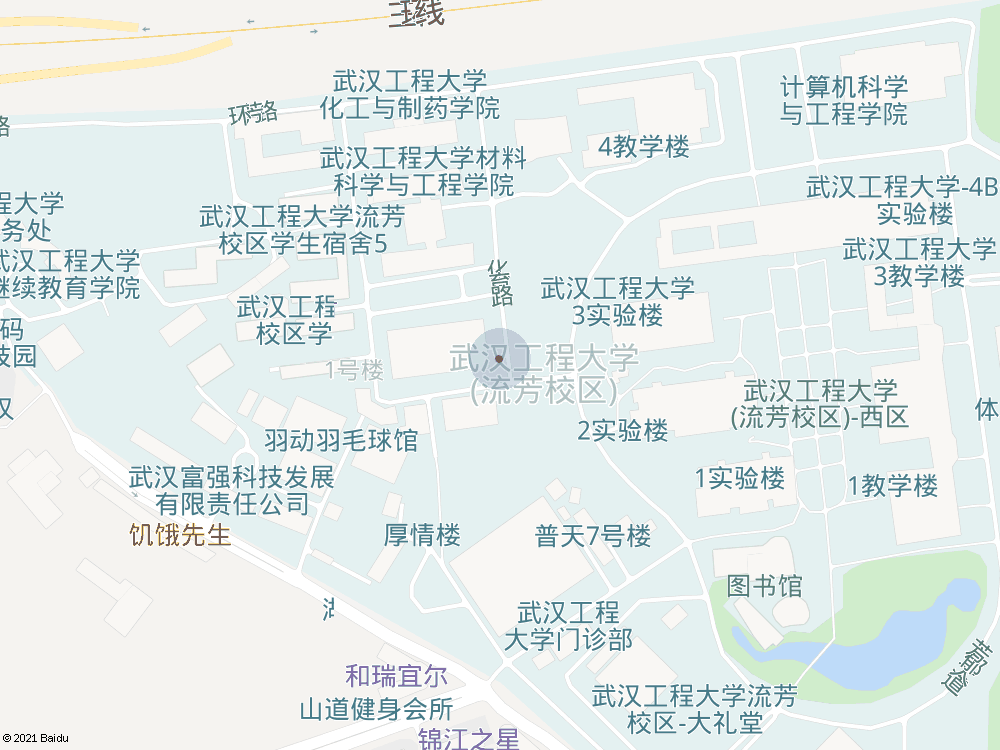 武汉工程大学
化工与制药学院
计算机科学
与工程学院
路
4教学楼
武汉工程大学材料
科学与工程学院
武汉工程大学-4B
实验楼
程大学
务处
武汉工程大学流芳
校区学生宿舍5
武汉工程大学
继续教育学院
武汉工程大学
3教学楼
化育路
武汉工程大学
3实验楼
武汉工程
校区学
码
技园
1号楼
武汉工程大学
(流芳校区)
武汉工程大学
(流芳校区)-西区
汉
体
羽动羽毛球馆
2实验楼
武汉富强科技发展
有限责任公司
1实验楼
1教学楼
饥饿先生
厚情楼
普天7号楼
图书馆
武汉工程
大学门诊部
和瑞宜尔
山道健身会所
武汉工程大学流芳
校区-大礼堂
锦江之星
© 2021 Baidu